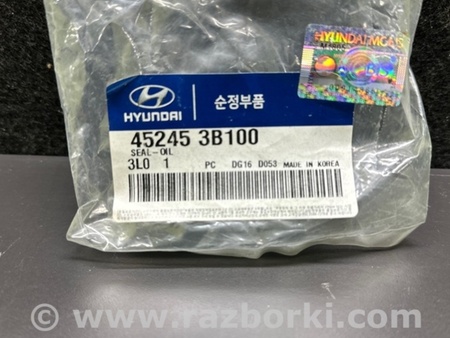 HYUNDAI MOBIS
HYUNDAI
순정부품
45245 3B100
SEAL-OIL
3L0 1 PC DG16 D053 MADE IN KOREA
© www.razborki.com